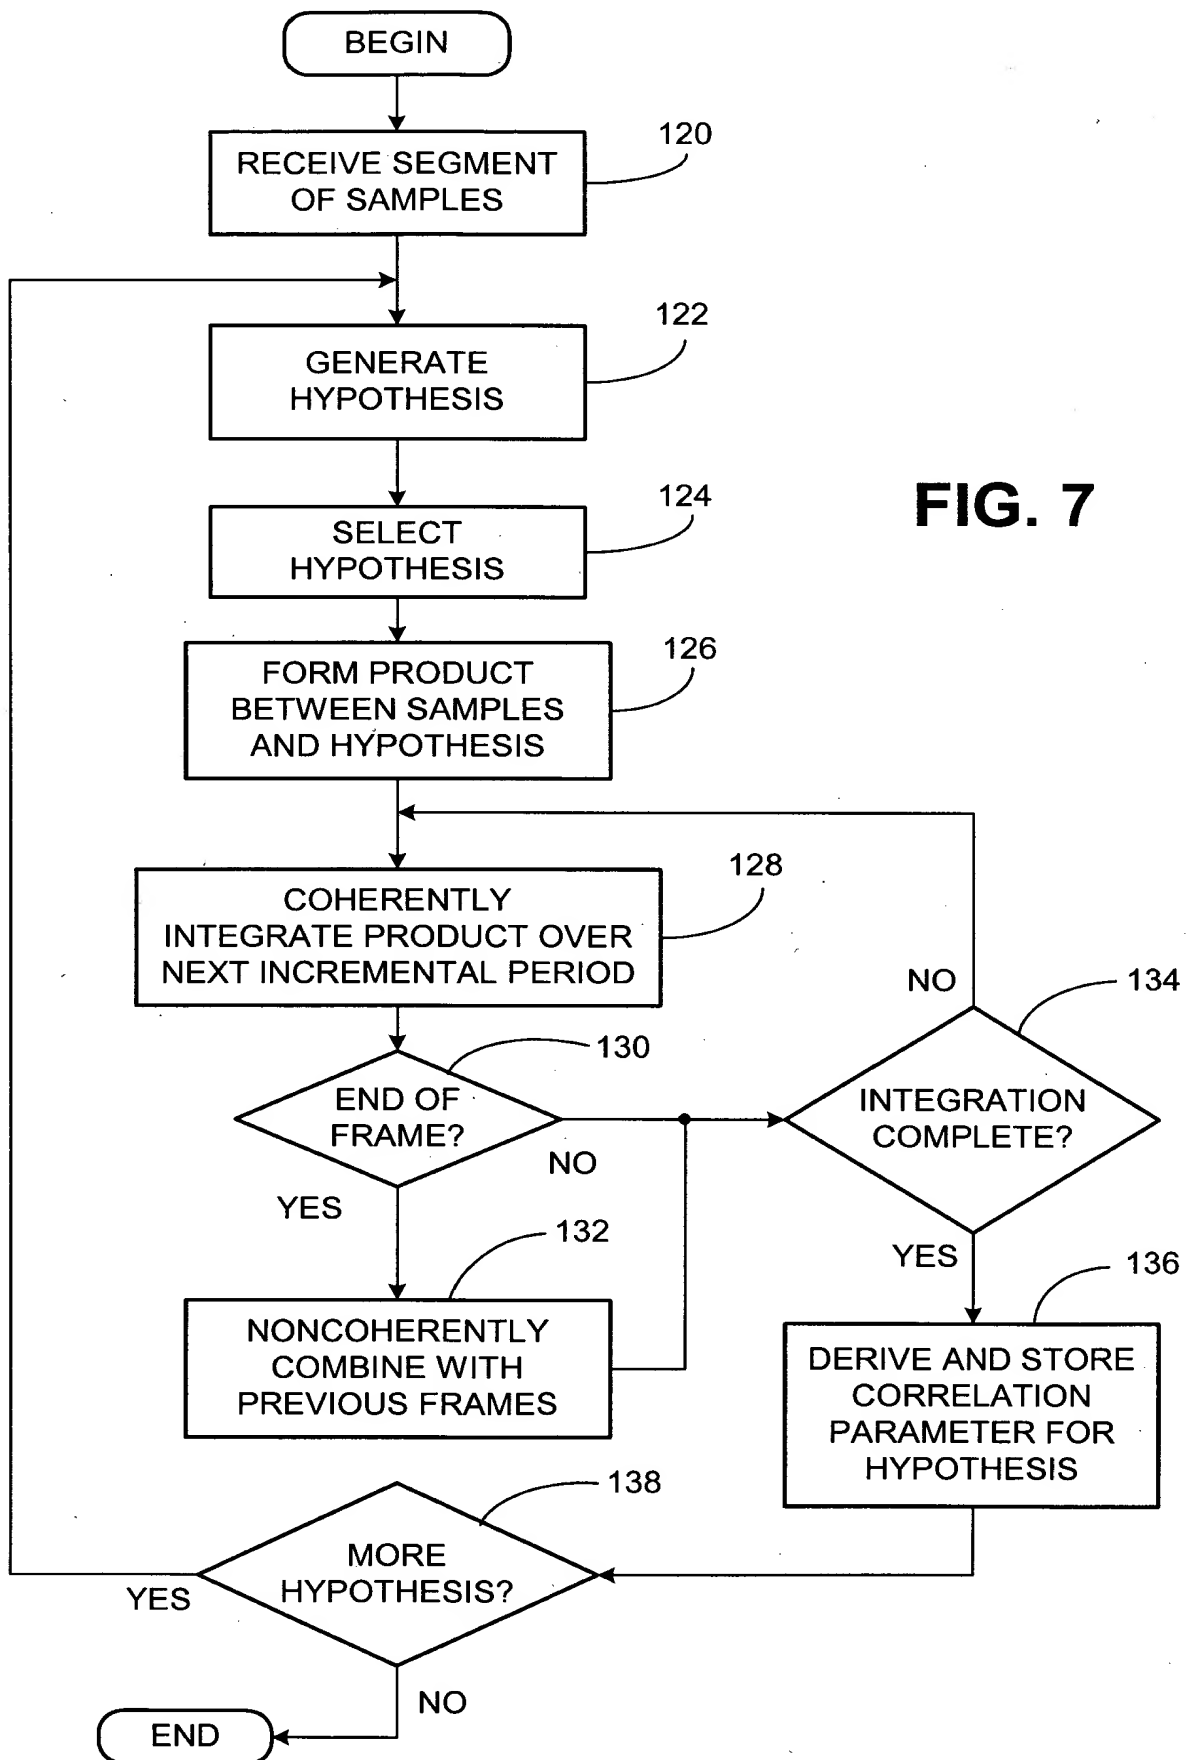 BEGIN
120
RECEIVE SEGMENT
OF SAMPLES
122
GENERATE
HYPOTHESIS
124
SELECT
HYPOTHESIS
FIG. 7
126
FORM PRODUCT
BETWEEN SAMPLES
AND HYPOTHESIS
128
COHERENTLY
INTEGRATE PRODUCT OVER
NEXT INCREMENTAL PERIOD
NO
134
130
END OF
FRAME?
INTEGRATION
COMPLETE?
NO
YES
132
YES
136
NONCOHERENTLY
COMBINE WITH
PREVIOUS FRAMES
DERIVE AND STORE
CORRELATION
PARAMETER FOR
HYPOTHESIS
138
MORE
HYPOTHESIS?
YES
NO
END